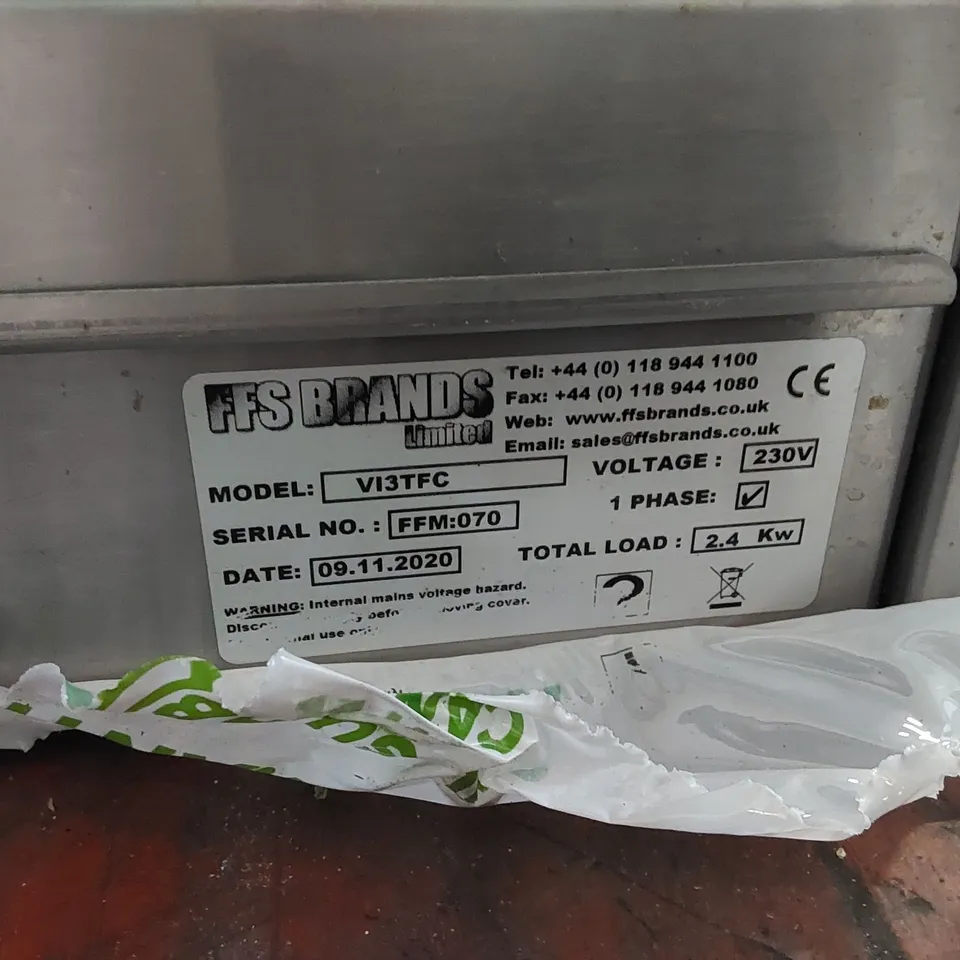 FFS BRANDS
Limited
Tel: +44 (0) 118 944 1100
Fax: +44 (0) 118 944 1080
Web: www.ffsbrands.co.uk
Email: sales@ffsbrands.co.uk
CE
MODEL: VI3TFC
SERIAL NO. : FFM:070
DATE: 09.11.2020
VOLTAGE : 230V
1 PHASE: ✓
TOTAL LOAD : 2.4 Kw
WARNING: Internal mains voltage hazard.
cover.
use
?